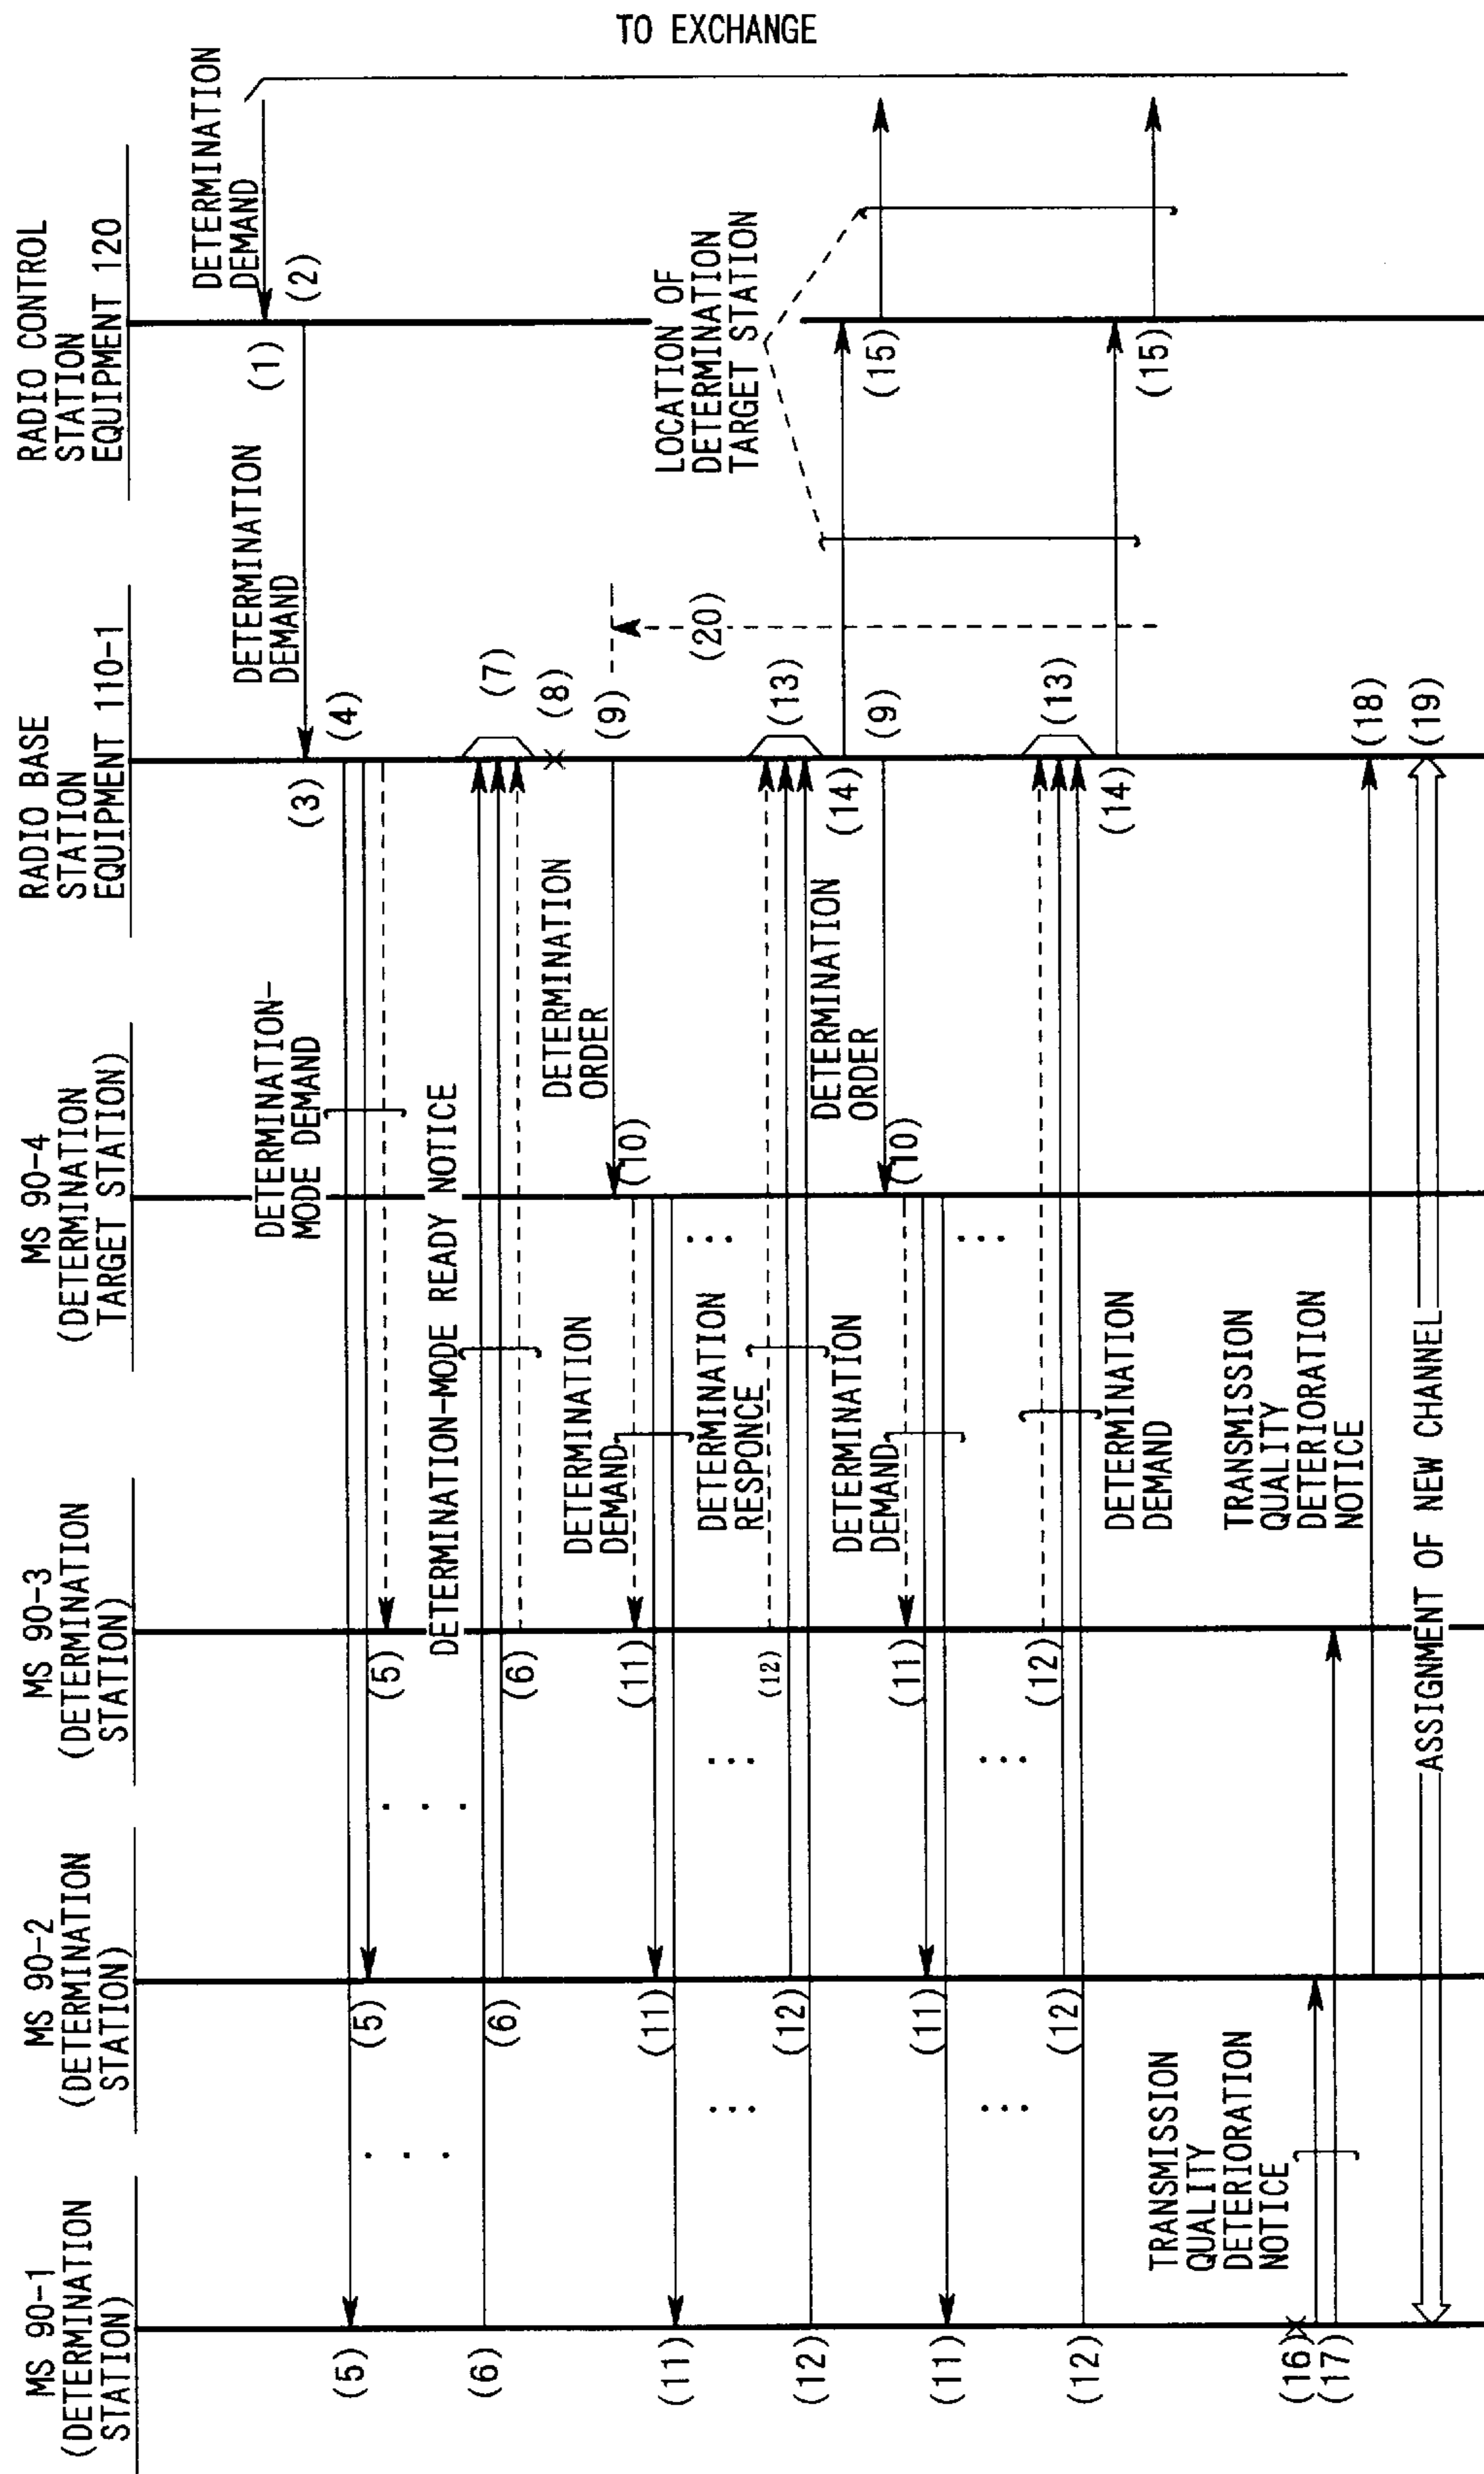 MS 90-1
(DETERMINATION
STATION)
MS 90-2
(DETERMINATION
STATION)
MS 90-3
(DETERMINATION
STATION)
MS 90-4
(DETERMINATION
TARGET STATION)
RADIO BASE
STATION
EQUIPMENT 110-1
RADIO CONTROL
STATION
EQUIPMENT 120
TO EXCHANGE
DETERMINATION
DEMAND
(1)
(2)
DETERMINATION
DEMAND
(3)
(4)
DETERMINATION-
MODE DEMAND
(5)
(5)
(5)
. . .
. . .
DETERMINATION-MODE READY NOTICE
(6)
(6)
(6)
(7)
(8)
(9)
DETERMINATION
ORDER
(10)
DETERMINATION
DEMAND
(11)
(11)
(11)
...
...
...
DETERMINATION
RESPONCE
(12)
(12)
(12)
(13)
(14)
(15)
LOCATION OF
DETERMINATION
TARGET STATION
(20)
(9)
DETERMINATION
ORDER
(10)
DETERMINATION
DEMAND
(11)
(11)
(11)
...
...
...
(12)
(12)
(12)
DETERMINATION
DEMAND
(13)
(14)
(15)
TRANSMISSION
QUALITY
DETERIORATION
NOTICE
(16)
(17)
TRANSMISSION
QUALITY
DETERIORATION
NOTICE
(18)
ASSIGNMENT OF NEW CHANNEL
(19)